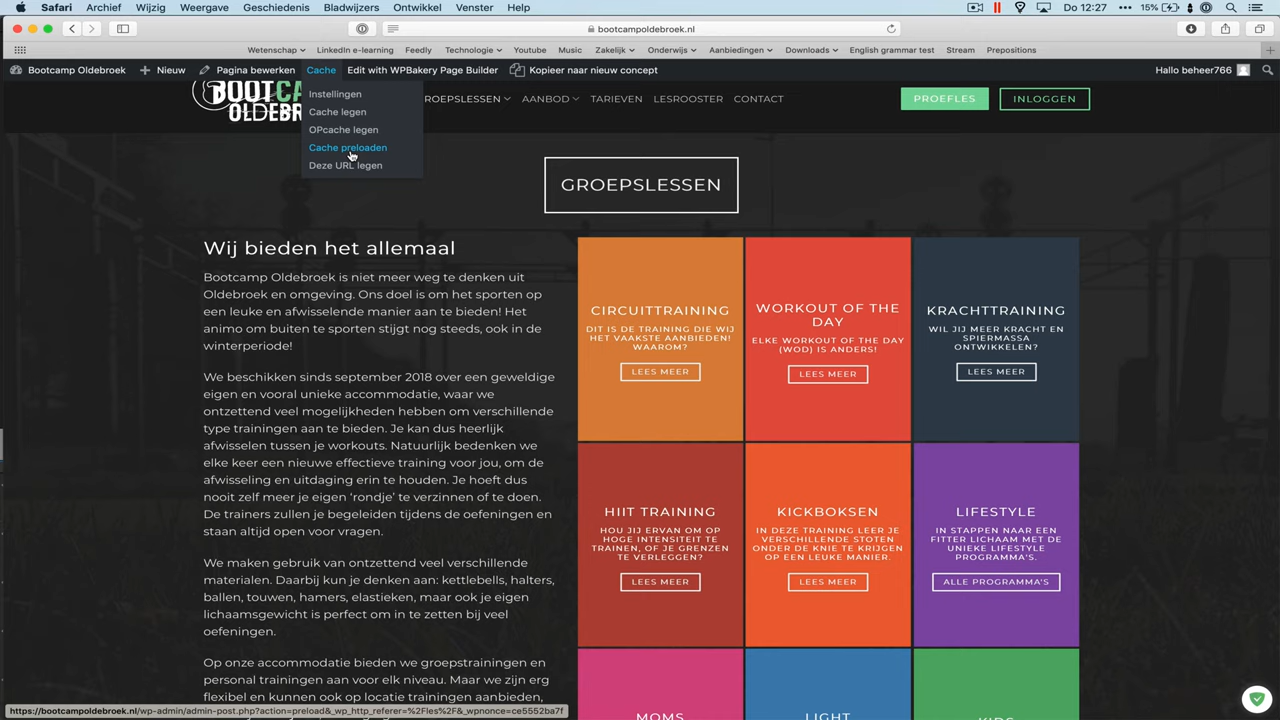 Safari Archief Wijzig Weergave Geschiedenis Bladwijzers Ontwikkel Venster Help 15% Do 12:27
bootcampoldebroek.nl
Wetenschap LinkedIn e-learning Feedly Technologie Youtube Music Zakelijk Onderwijs Aanbiedingen Downloads English grammar test Stream Prepositions
Bootcamp Oldebroek Nieuw Pagina bewerken Cache Edit with WPBakery Page Builder Kopieer naar nieuw concept Hallo beheer766
Instellingen
Cache legen
OPcache legen
Cache preloaden
Deze URL legen
GROEPSLESSEN AANBOD TARIEVEN LESROOSTER CONTACT PROEFLES INLOGGEN
GROEPSLESSEN
Wij bieden het allemaal
Bootcamp Oldebroek is niet meer weg te denken uit
Oldebroek en omgeving. Ons doel is om het sporten op
een leuke en afwisselende manier aan te bieden! Het
animo om buiten te sporten stijgt nog steeds, ook in de
winterperiode!
We beschikken sinds september 2018 over een geweldige
eigen en vooral unieke accommodatie, waar we
ontzettend veel mogelijkheden hebben om verschillende
type trainingen aan te bieden. Je kan dus heerlijk
afwisselen tussen je workouts. Natuurlijk bedenken we
elke keer een nieuwe effectieve training voor jou, om de
afwisseling en uitdaging erin te houden. Je hoeft dus
nooit zelf meer je eigen ‘rondje’ te verzinnen of te doen.
De trainers zullen je begeleiden tijdens de oefeningen en
staan altijd open voor vragen.
We maken gebruik van ontzettend veel verschillende
materialen. Daarbij kun je denken aan: kettlebells, halters,
ballen, touwen, hamers, elastieken, maar ook je eigen
lichaamsgewicht is perfect om in te zetten bij veel
oefeningen.
Op onze accommodatie bieden we groepstrainingen en
personal trainingen aan voor elk niveau. Maar we zijn erg
flexibel en kunnen ook op locatie trainingen aanbieden,
CIRCUITTRAINING
DIT IS DE TRAINING DIE WIJ
HET VAAKSTE AANBIEDEN!
WAAROM?
LEES MEER
WORKOUT OF THE
DAY
ELKE WORKOUT OF THE DAY
(WOD) IS ANDERS!
LEES MEER
KRACHTTRAINING
WIL JIJ MEER KRACHT EN
SPIERMASSA
ONTWIKKELEN?
LEES MEER
HIIT TRAINING
HOU JIJ ERVAN OM OP
HOGE INTENSITEIT TE
TRAINEN, OF JE GRENZEN
TE VERLEGGEN?
LEES MEER
KICKBOKSEN
IN DEZE TRAINING LEER JE
VERSCHILLENDE STOTEN
ONDER DE KNIE TE KRIJGEN
OP EEN LEUKE MANIER.
LEES MEER
LIFESTYLE
IN STAPPEN NAAR EEN
FITTER LICHAAM MET DE
UNIEKE LIFESTYLE
PROGRAMMA'S.
ALLE PROGRAMMA'S
MOMS
LIGHT
KIDS
https://bootcampoldebroek.nl/wp-admin/admin-post.php?action=preload&_wp_http_referer=%2Fles%2F&_wpnonce=ce5552ba7f